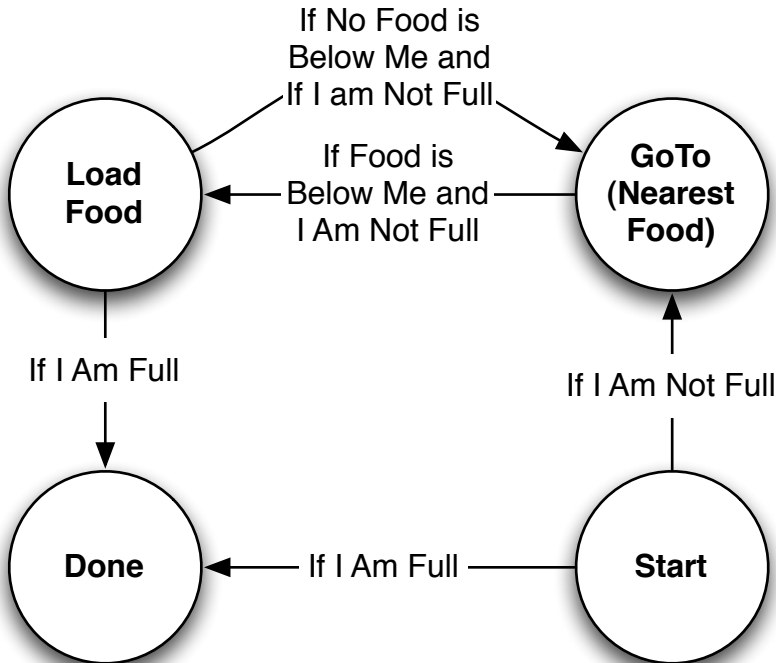 If No Food is
Below Me and
If I am Not Full
Load
Food
If Food is
Below Me and
I Am Not Full
GoTo
(Nearest
Food)
If I Am Full
If I Am Not Full
Done
If I Am Full
Start